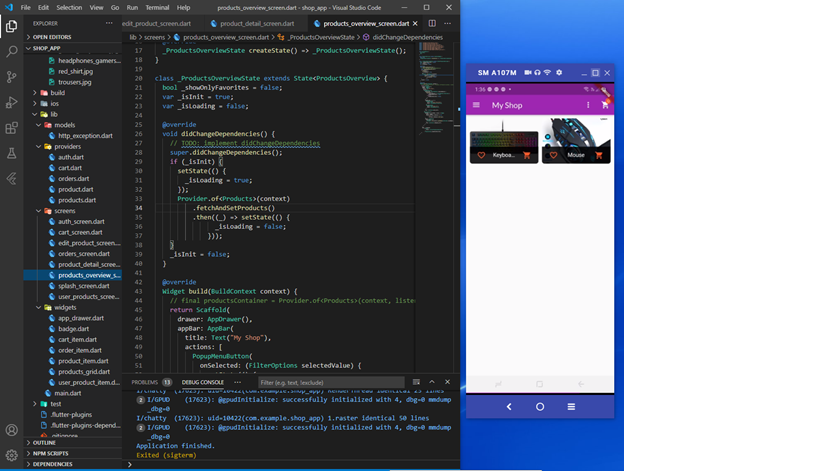 File Edit Selection View Go Run Terminal Help products_overview_screen.dart - shop_app - Visual Studio Code
EXPLORER
edit_product_screen.dart product_detail_screen.dart products_overview_screen.dart
OPEN EDITORS
SHOP_APP
headphones_gamers...
red_shirt.jpg
trousers.jpg
build
ios
lib
models
http_exception.dart
providers
auth.dart
cart.dart
orders.dart
product.dart
products.dart
screens
auth_screen.dart
cart_screen.dart
edit_product_screen....
orders_screen.dart
product_detail_scree...
products_overview_s...
splash_screen.dart
user_products_scree...
widgets
app_drawer.dart
badge.dart
cart_item.dart
order_item.dart
product_item.dart
products_grid.dart
user_product_item.d...
main.dart
test
.flutter-plugins
.flutter-plugins-depend...
.gitignore
OUTLINE
NPM SCRIPTS
DEPENDENCIES
lib > screens > products_overview_screen.dart > _ProductsOverviewState > didChangeDependencies
17 _ProductsOverviewState createState() => _ProductsOverviewState();
18 }
19
20 class _ProductsOverviewState extends State<ProductsOverview> {
21 bool _showOnlyFavorites = false;
22 var _isInit = true;
23 var _isLoading = false;
24
25 @override
26 void didChangeDependencies() {
27 // TODO: implement didChangeDependencies
28 super.didChangeDependencies();
29 if (_isInit) {
30 setState(() {
31 _isLoading = true;
32 });
33 Provider.of<Products>(context)
34 .fetchAndSetProducts()
35 .then((_) => setState(() {
36 _isLoading = false;
37 }));
38 }
39 _isInit = false;
40 }
41
42 @override
43 Widget build(BuildContext context) {
44 // final productsContainer = Provider.of<Products>(context, listen
45 return Scaffold(
46 drawer: AppDrawer(),
47 appBar: AppBar(
48 title: Text("My Shop"),
49 actions: [
50 PopupMenuButton(
51 onSelected: (FilterOptions selectedValue) {
PROBLEMS 13 DEBUG CONSOLE ... Filter (e.g. text, !exclude)
I/chatty (17623): uid=10422(com.example.shop_app) RenderThread identical 25 lines
2 I/GPUD (17623): @gpudInitialize: successfully initialized with 4, dbg=0 mmdump
_dbg=0
I/chatty (17623): uid=10422(com.example.shop_app) 1.raster identical 50 lines
2 I/GPUD (17623): @gpudInitialize: successfully initialized with 4, dbg=0 mmdump
_dbg=0
Application finished.
Exited (sigterm)
SM A107M
1:36
My Shop
Keyboa...
Mouse